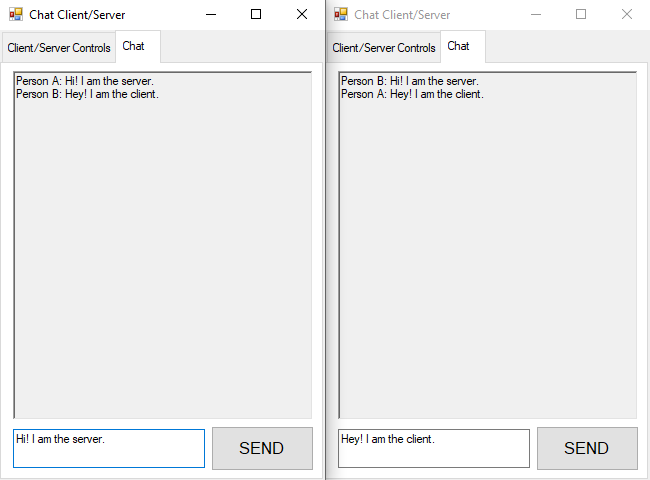 Chat Client/Server
Client/Server Controls Chat
Person A: Hi! I am the server.
Person B: Hey! I am the client.
Hi! I am the server.
SEND
Chat Client/Server
Client/Server Controls Chat
Person B: Hi! I am the server.
Person A: Hey! I am the client.
Hey! I am the client.
SEND